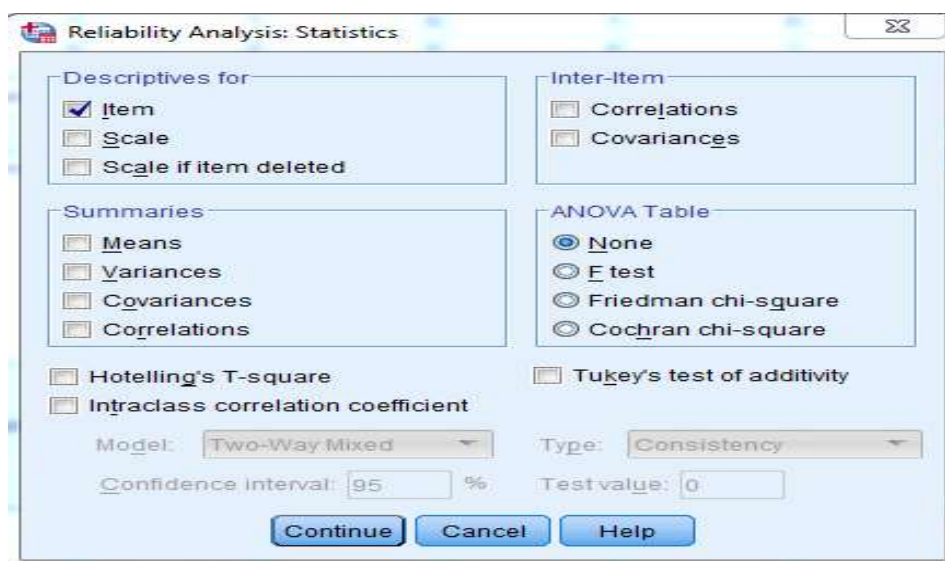 Reliability Analysis: Statistics
Descriptives for
Item
Scale
Scale if item deleted
Inter-Item
Correlations
Covariances
Summaries
Means
Variances
Covariances
Correlations
ANOVA Table
None
F test
Friedman chi-square
Cochran chi-square
Hotelling's T-square
Tukey's test of additivity
Intraclass correlation coefficient
Model: Two-Way Mixed Type: Consistency
Confidence interval: 95 % Test value: 0
Continue Cancel Help